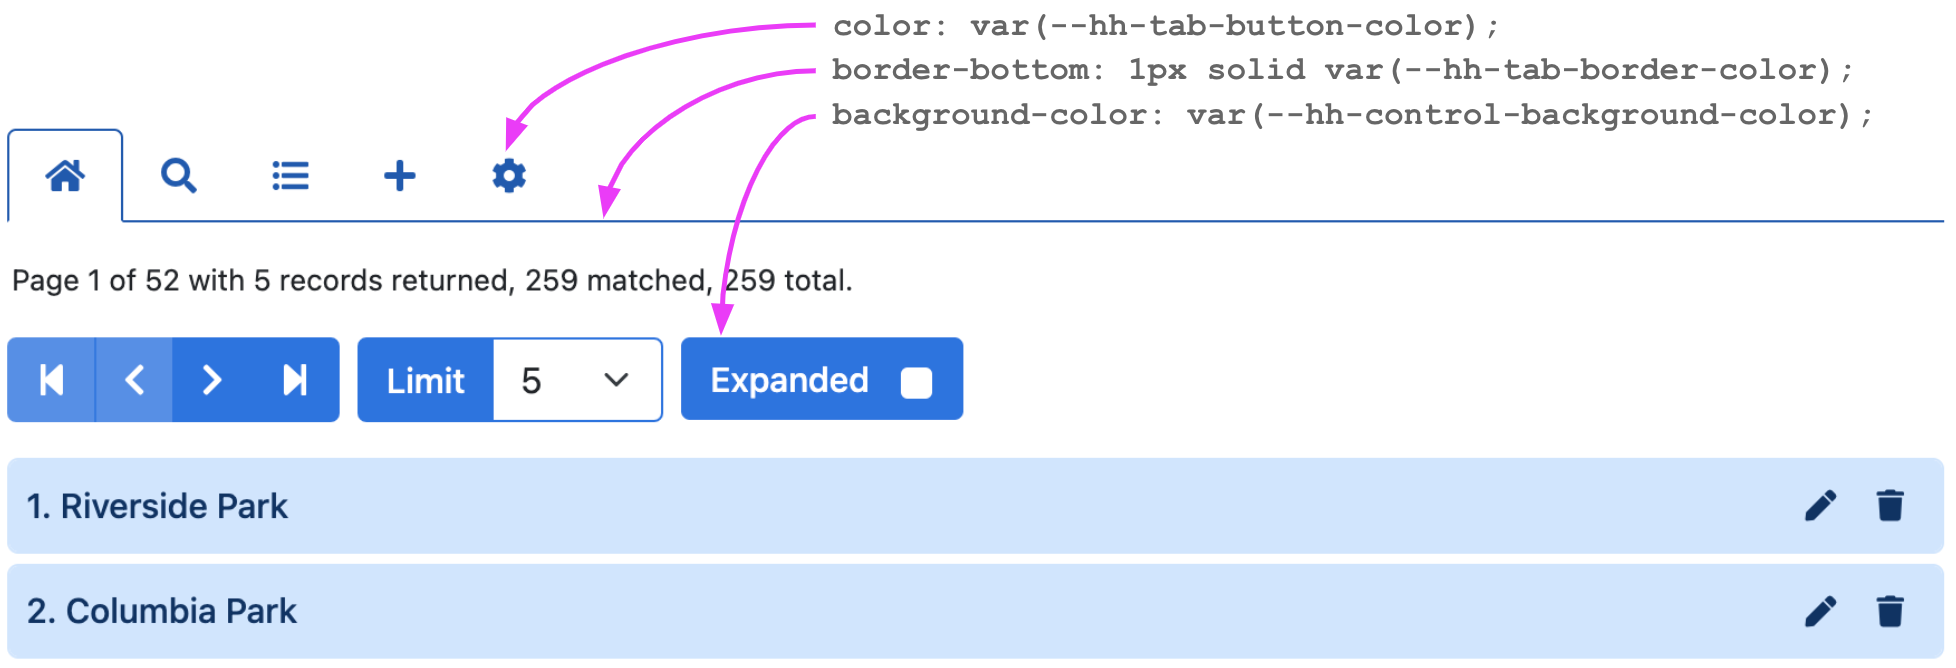 color: var(--hh-tab-button-color);
border-bottom: 1px solid var(--hh-tab-border-color);
background-color: var(--hh-control-background-color);
Page 1 of 52 with 5 records returned, 259 matched, 259 total.
Limit 5 Expanded
1. Riverside Park
2. Columbia Park